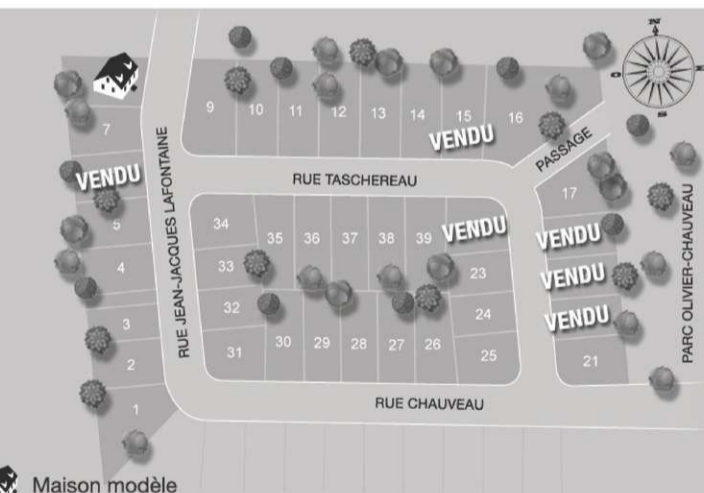 N
O
S
9
10
11
12
13
14
15
16
VENDU
PASSAGE
7
VENDU
5
4
3
2
1
RUE JEAN-JACQUES LAFONTAINE
RUE TASCHEREAU
34
35
36
37
38
39
VENDU
33
23
32
24
31
30
29
28
27
26
25
17
VENDU
VENDU
VENDU
21
PARC OLIVIER-CHAUVEAU
RUE CHAUVEAU
Maison modèle